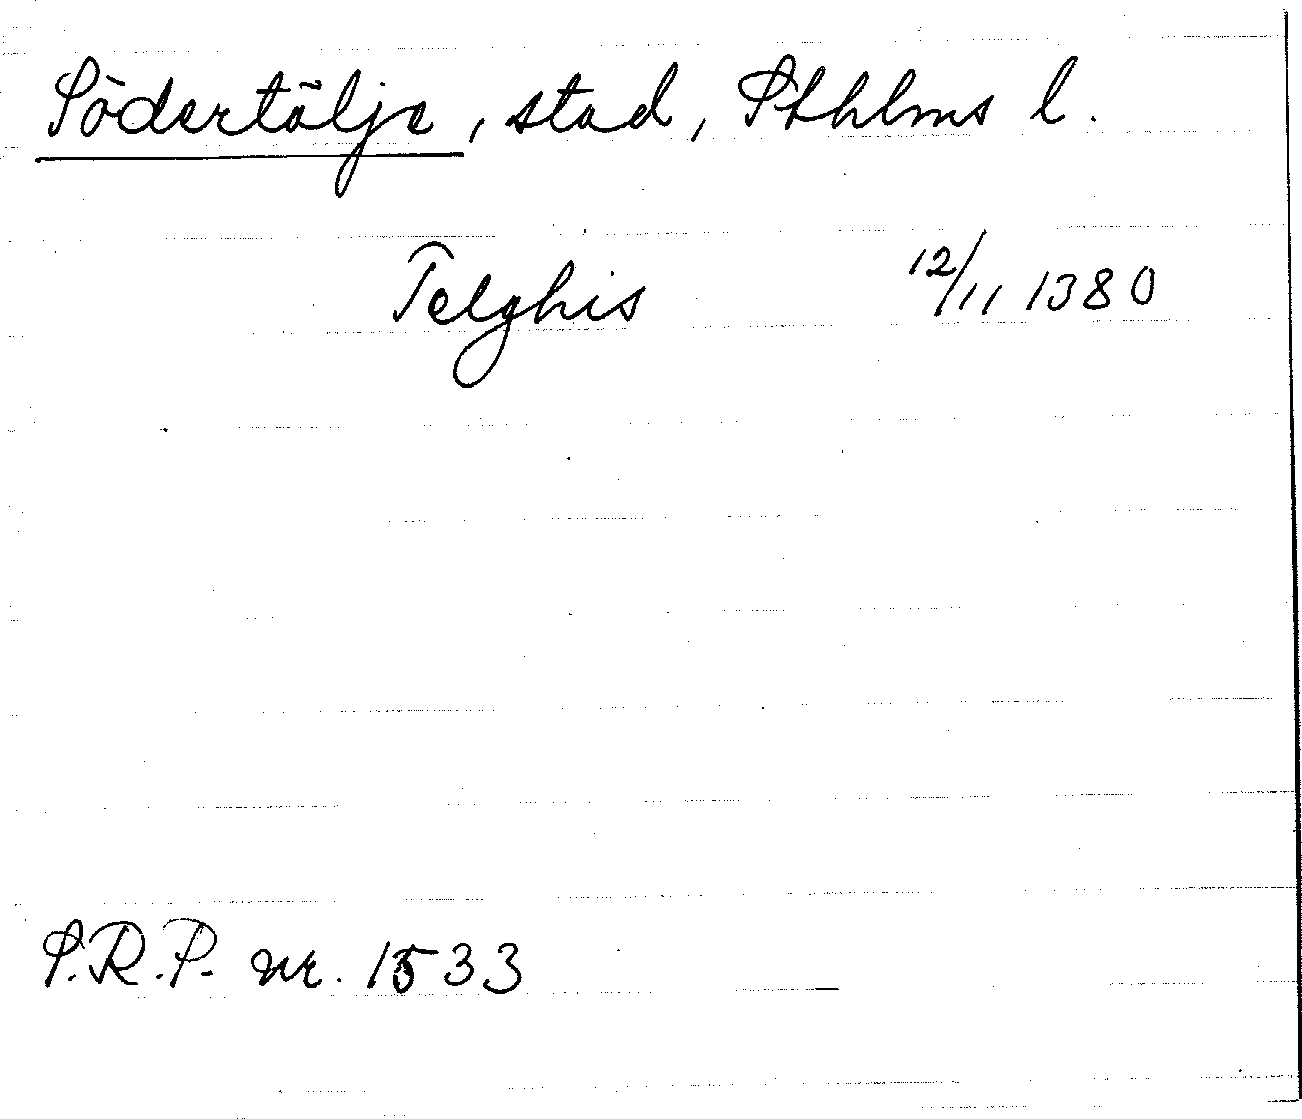 Södertälje, stad, Sthlms l.
Telghis 12/11 1380
S.R.P. nr. 1533